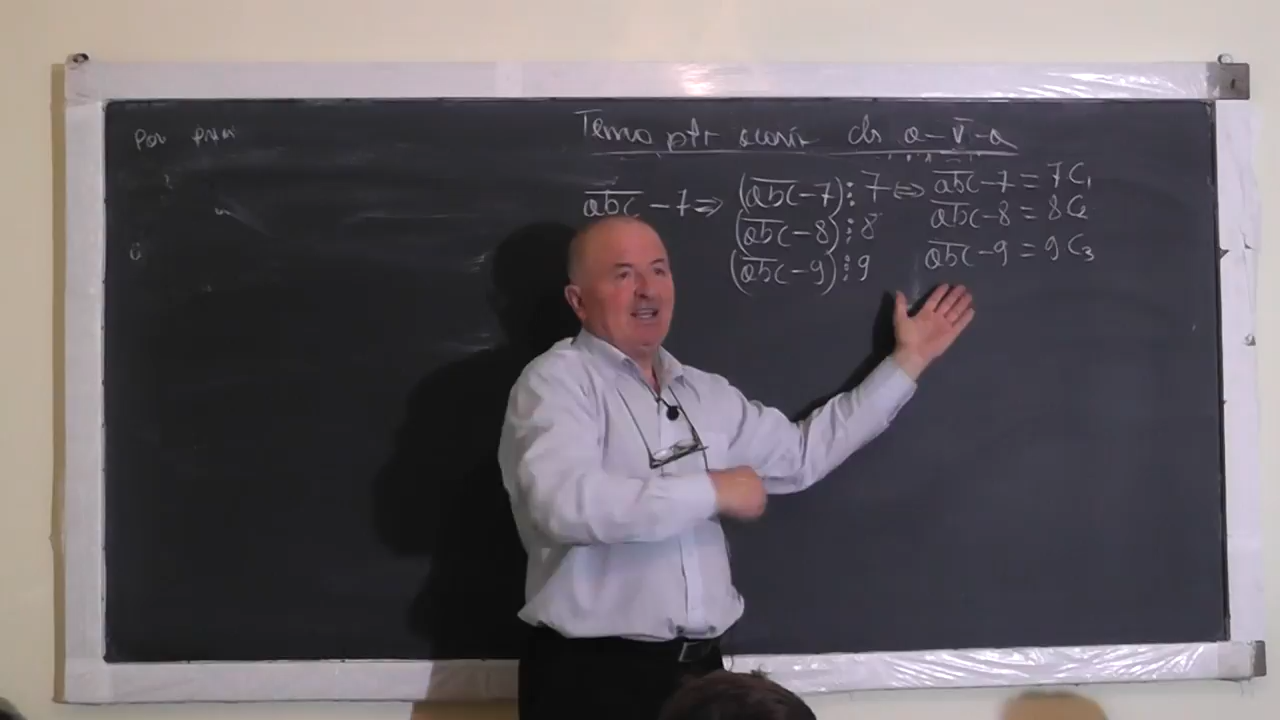 Tema ptr acasă cls a-V-a
abc - 7 ⇒ (abc-7)⋮7 ⇔ abc-7 = 7C₁
(abc-8)⋮8 abc-8 = 8C₂
(abc-9)⋮9 abc-9 = 9C₃